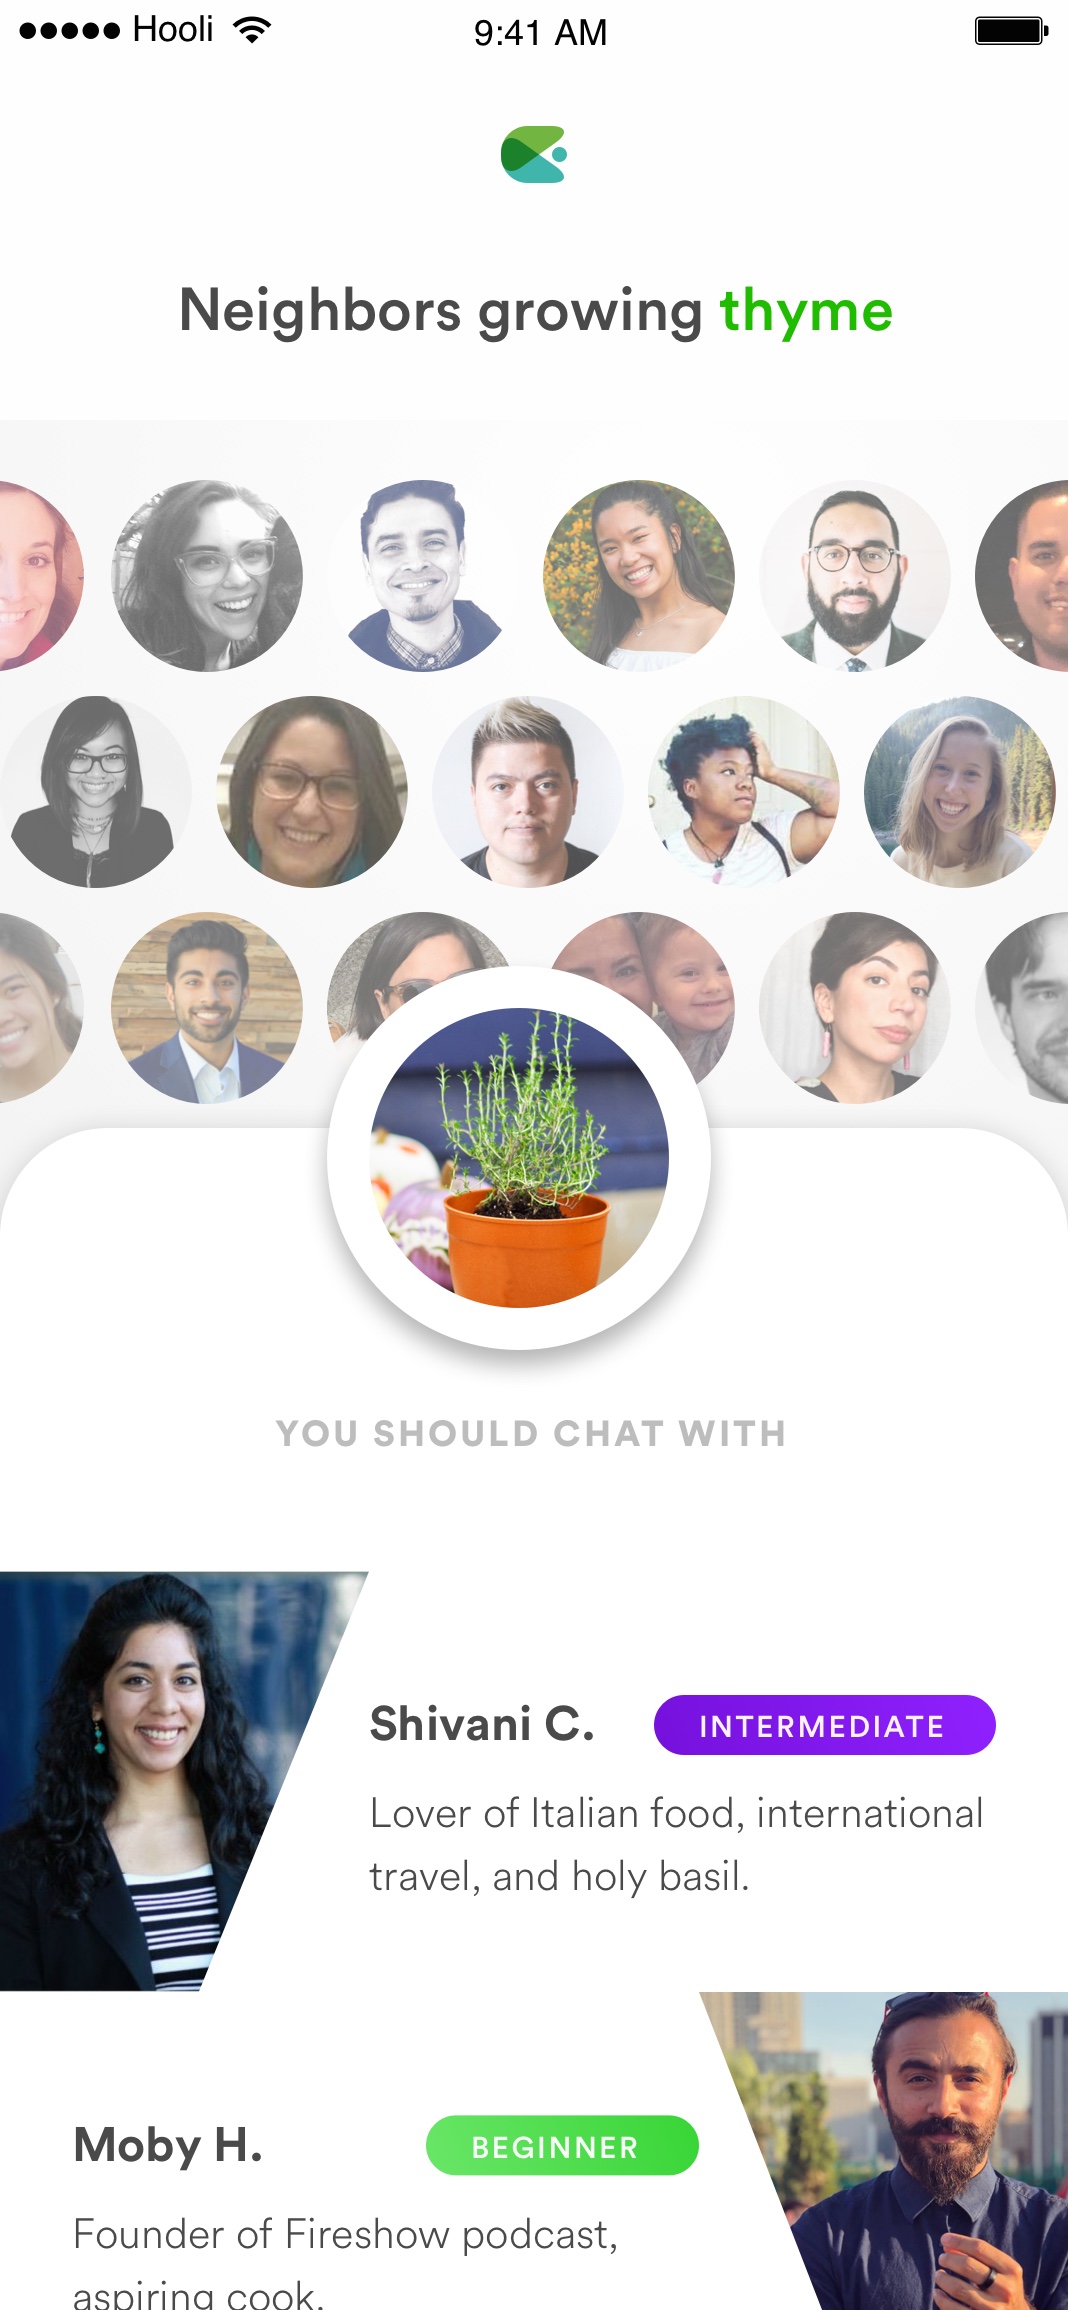 Hooli 9:41 AM
Neighbors growing thyme
YOU SHOULD CHAT WITH
Shivani C. INTERMEDIATE
Lover of Italian food, international
travel, and holy basil.
Moby H. BEGINNER
Founder of Fireshow podcast,
aspiring cook.